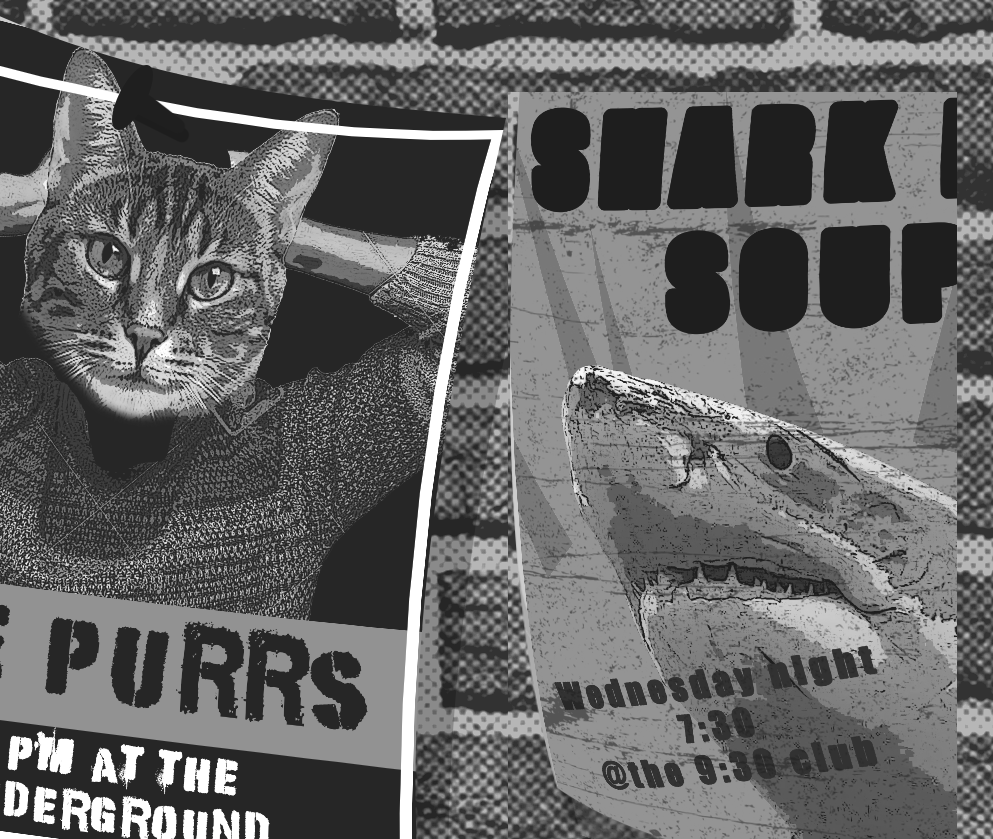 PURRS
PM AT THE
DERGROUND
SHARK
SOUP
Wednesday night
7:30
@the 9:30 club